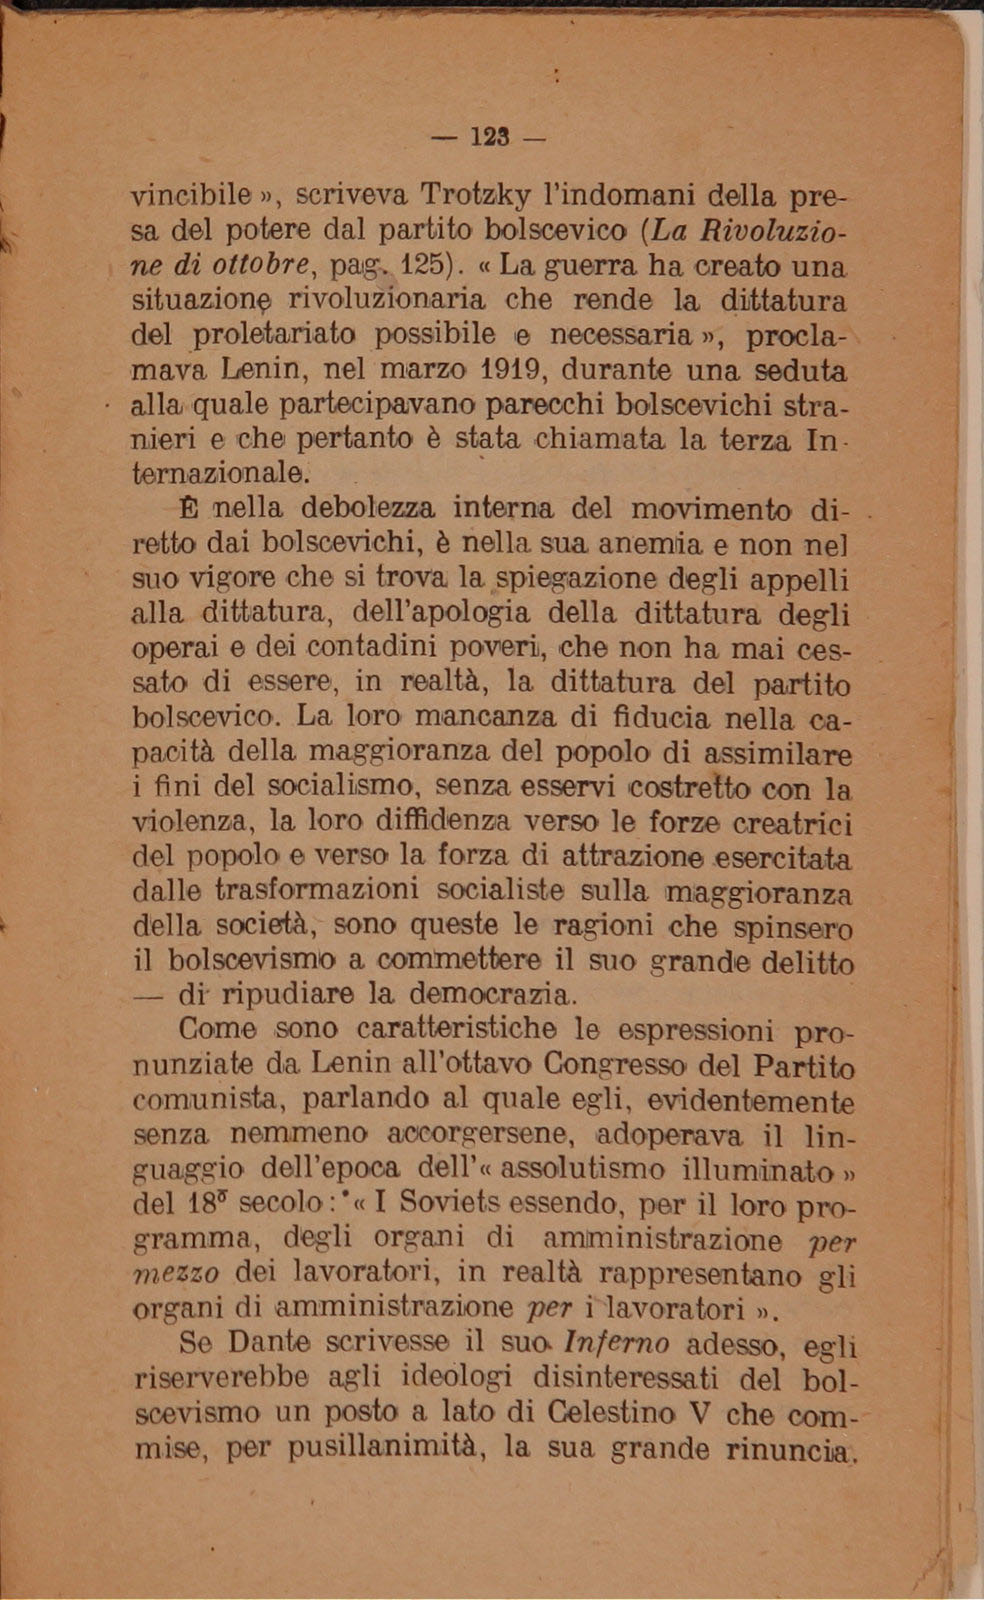 — 123 —
vincibile », scriveva Trotzky l'indomani della pre-
sa del potere dal partito bolscevico (La Rivoluzio-
ne di ottobre, pag. 125). « La guerra ha creato una
situazione rivoluzionaria che rende la dittatura
del proletariato possibile e necessaria », procla-
mava Lenin, nel marzo 1919, durante una seduta
alla quale partecipavano parecchi bolscevichi stra-
nieri e che pertanto è stata chiamata la terza In-
ternazionale.
È nella debolezza interna del movimento di-
retto dai bolscevichi, è nella sua anemia e non nel
suo vigore che si trova la spiegazione degli appelli
alla dittatura, dell'apologia della dittatura degli
operai e dei contadini poveri, che non ha mai ces-
sato di essere, in realtà, la dittatura del partito
bolscevico. La loro mancanza di fiducia nella ca-
pacità della maggioranza del popolo di assimilare
i fini del socialismo, senza esservi costretto con la
violenza, la loro diffidenza verso le forze creatrici
del popolo e verso la forza di attrazione esercitata
dalle trasformazioni socialiste sulla maggioranza
della società, sono queste le ragioni che spinsero
il bolscevismo a commettere il suo grande delitto
— di ripudiare la democrazia.
Come sono caratteristiche le espressioni pro-
nunziate da Lenin all'ottavo Congresso del Partito
comunista, parlando al quale egli, evidentemente
senza nemmeno accorgersene, adoperava il lin-
guaggio dell'epoca dell'« assolutismo illuminato »
del 18° secolo : « I Soviets essendo, per il loro pro-
gramma, degli organi di amministrazione per
mezzo dei lavoratori, in realtà rappresentano gli
organi di amministrazione per i lavoratori ».
Se Dante scrivesse il suo Inferno adesso, egli
riserverebbe agli ideologi disinteressati del bol-
scevismo un posto a lato di Celestino V che com-
mise, per pusillanimità, la sua grande rinuncia.